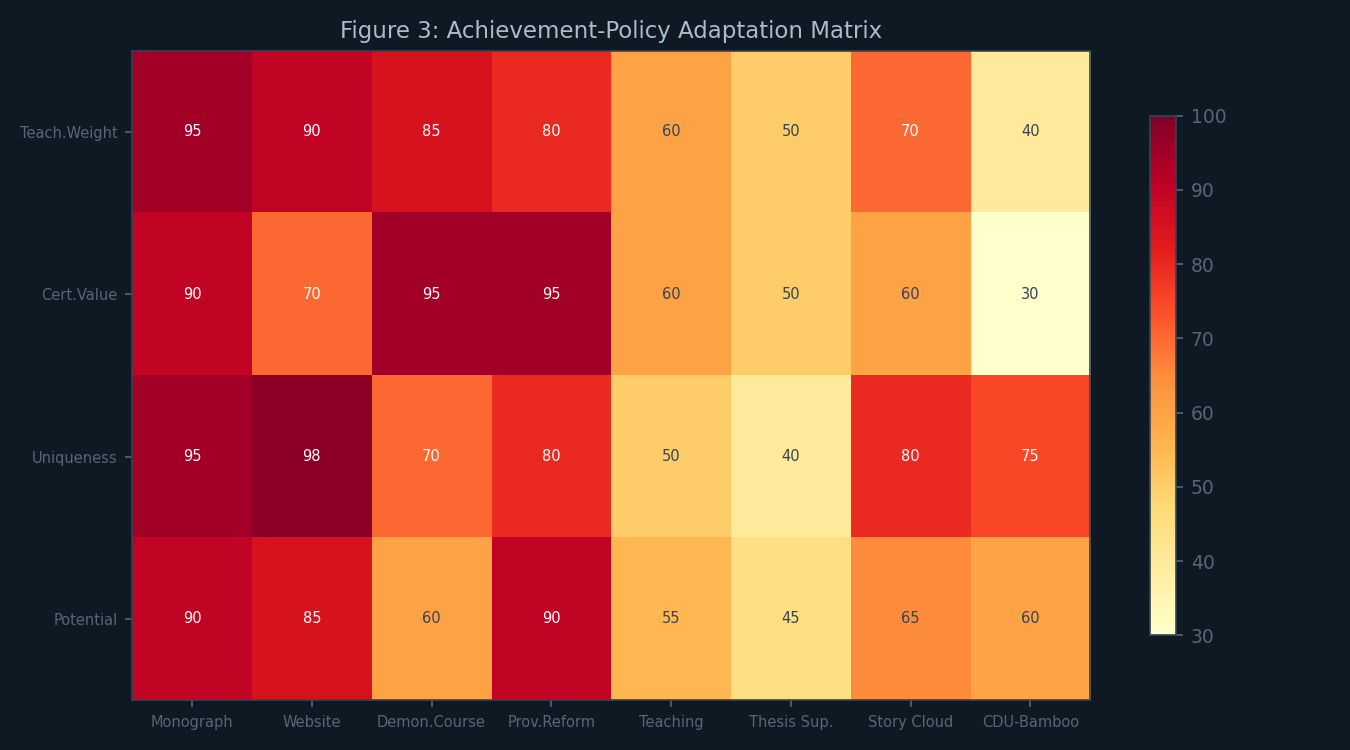 Figure 3: Achievement-Policy Adaptation Matrix
Teach.Weight 95 90 85 80 60 50 70 40
Cert.Value 90 70 95 95 60 50 60 30
Uniqueness 95 98 70 80 50 40 80 75
Potential 90 85 60 90 55 45 65 60
Monograph Website Demon.Course Prov.Reform Teaching Thesis Sup. Story Cloud CDU-Bamboo
100
90
80
70
60
50
40
30